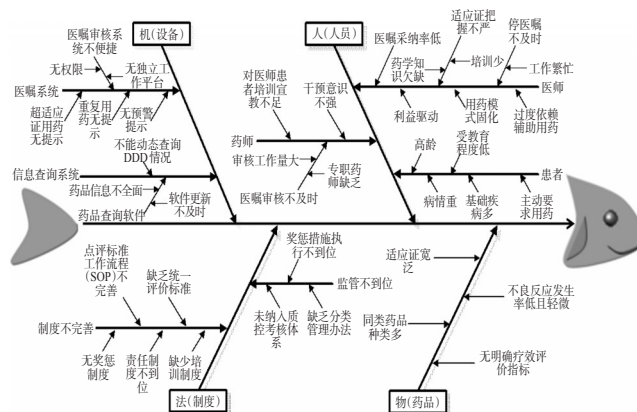 机(设备)
医嘱审核系
统不便捷
无权限
无独立工
作平台
医嘱系统
超适应
证用药
无提示
重复用
药无提
示
无预警
提示
不能动态查询
DDD情况
信息查询系统
药品信息不全面
软件更新
不及时
药品查询软件
人(人员)
对医师患
者培训宣
教不足
干预意识
不强
药师
审核工作量大
专职药
师缺乏
医嘱审核不及时
医嘱采纳率低
药学知
识欠缺
适应证把
握不严
培训少
停医嘱
不及时
工作繁忙
医师
利益驱动
用药模
式固化
过度依赖
辅助用药
高龄
受教育
程度低
患者
病情重
基础疾
病多
主动要
求用药
点评标准
工作流程
(SOP)不
完善
缺乏统一
评价标准
制度不完善
无奖惩
制度
责任制
度不到
位
缺少培
训制度
奖惩措施执
行不到位
监管不到位
未纳入质
控考核体
系
缺乏分类
管理办法
法(制度)
适应证宽
泛
不良反应发生
率低且轻微
同类药品
种类多
无明确疗效评
价指标
物(药品)